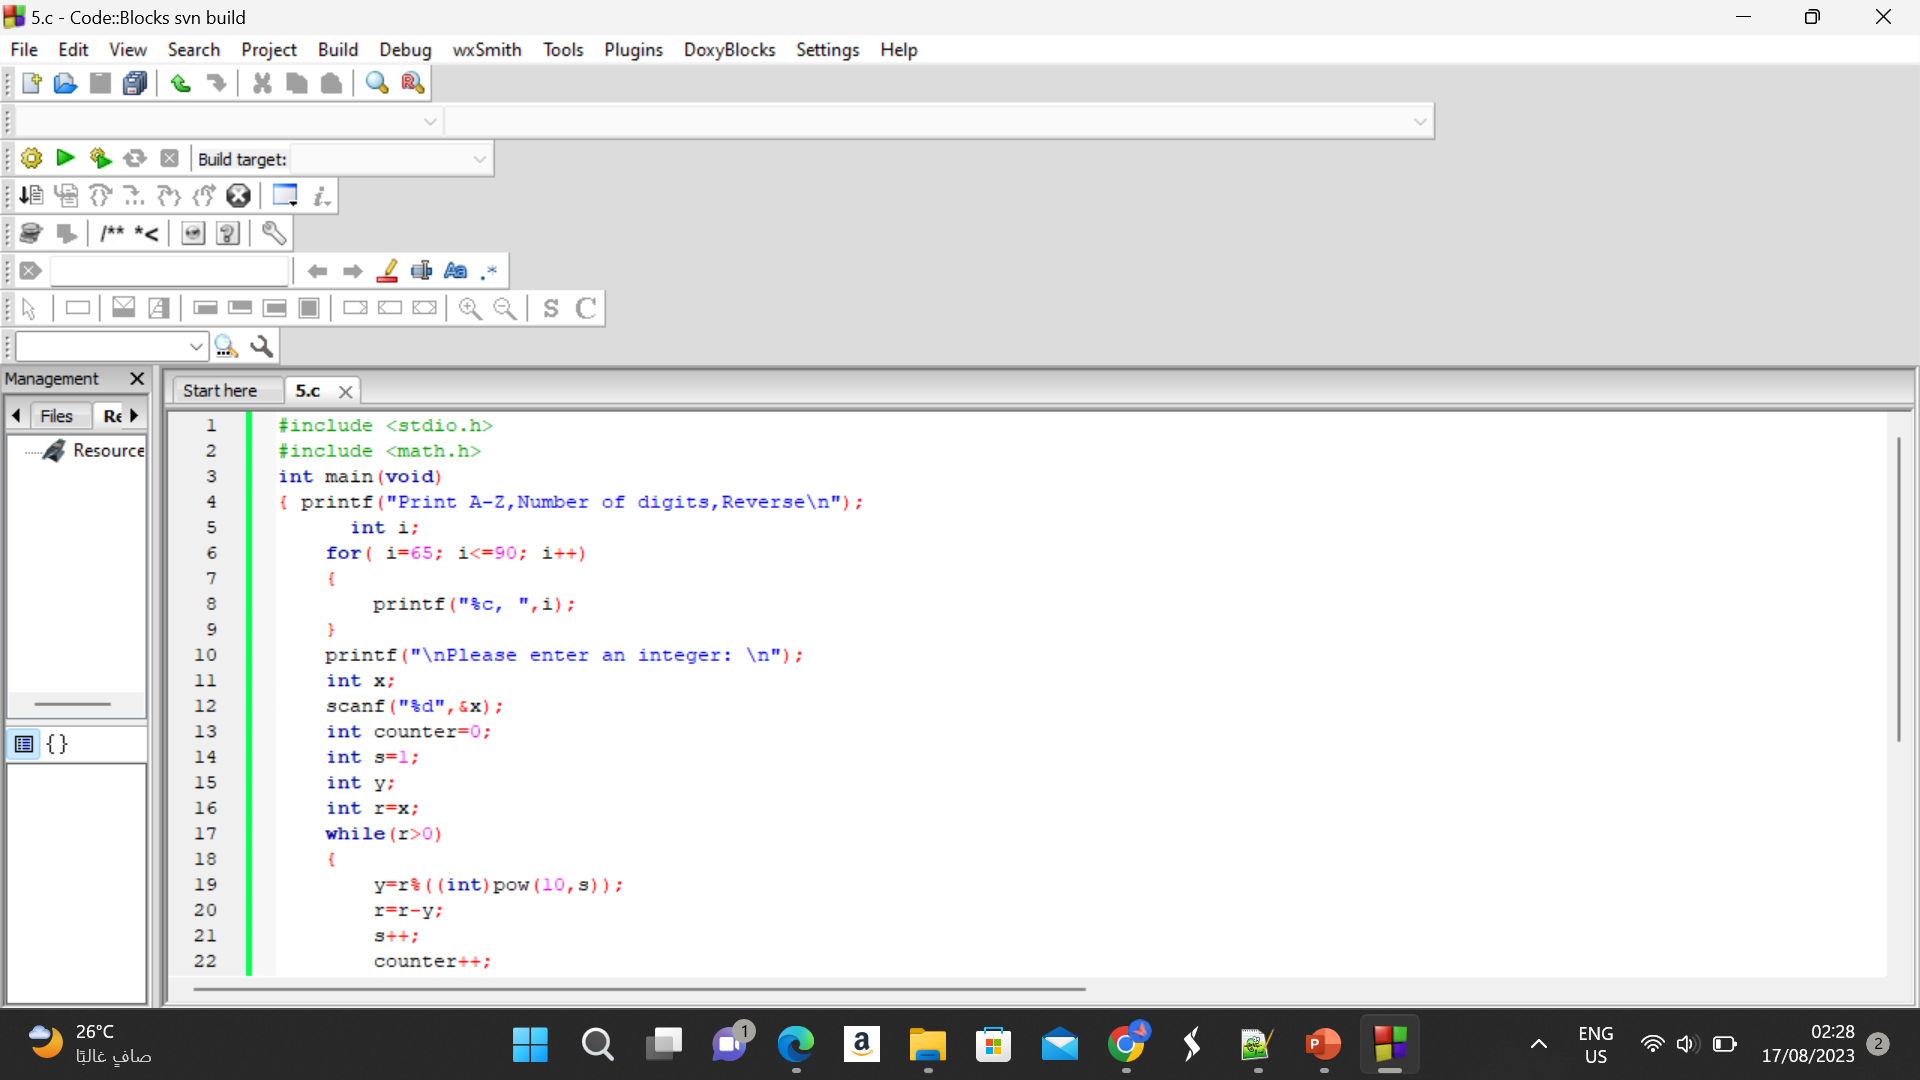 5.c - Code::Blocks svn build
File Edit View Search Project Build Debug wxSmith Tools Plugins DoxyBlocks Settings Help
Build target:
/** *<
Aa .*
S C
Management
Files Re
Resource
{}
Start here 5.c
1 #include <stdio.h>
2 #include <math.h>
3 int main(void)
4 { printf("Print A-Z,Number of digits,Reverse\n");
5 int i;
6 for( i=65; i<=90; i++)
7 {
8 printf("%c, ",i);
9 }
10 printf("\nPlease enter an integer: \n");
11 int x;
12 scanf("%d",&x);
13 int counter=0;
14 int s=1;
15 int y;
16 int r=x;
17 while(r>0)
18 {
19 y=r%((int)pow(10,s));
20 r=r-y;
21 s++;
22 counter++;
26°C
صافٍ غالبًا
1
a
P
ENG
US
02:28
17/08/2023
2